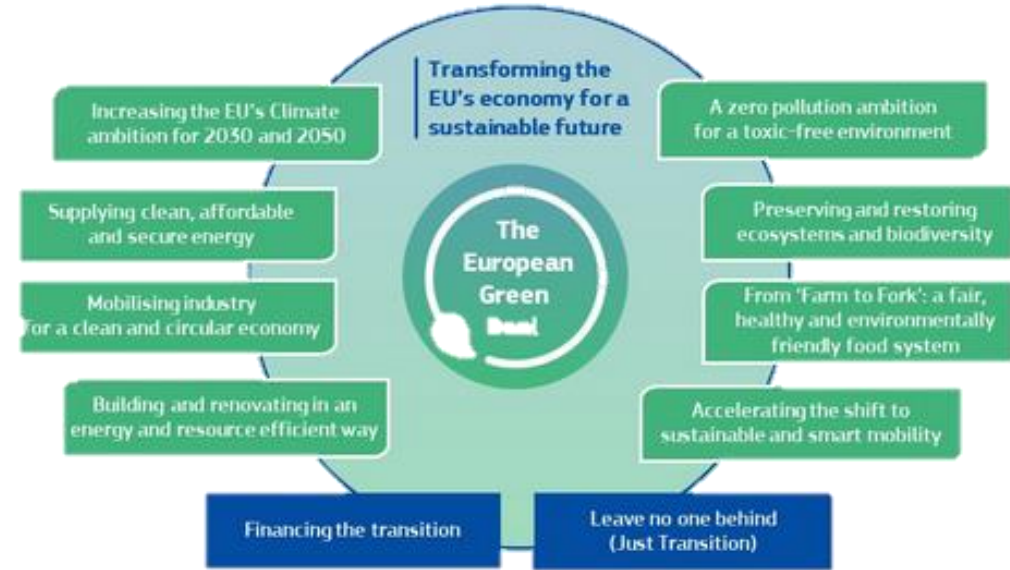 Transforming the
EU's economy for a
sustainable future
Increasing the EU's Climate
ambition for 2030 and 2050
Supplying clean, affordable
and secure energy
Mobilising industry
for a clean and circular economy
Building and renovating in an
energy and resource efficient way
The
European
Green
Deal
A zero pollution ambition
for a toxic-free environment
Preserving and restoring
ecosystems and biodiversity
From 'Farm to Fork': a fair,
healthy and environmentally
friendly food system
Accelerating the shift to
sustainable and smart mobility
Financing the transition
Leave no one behind
(Just Transition)